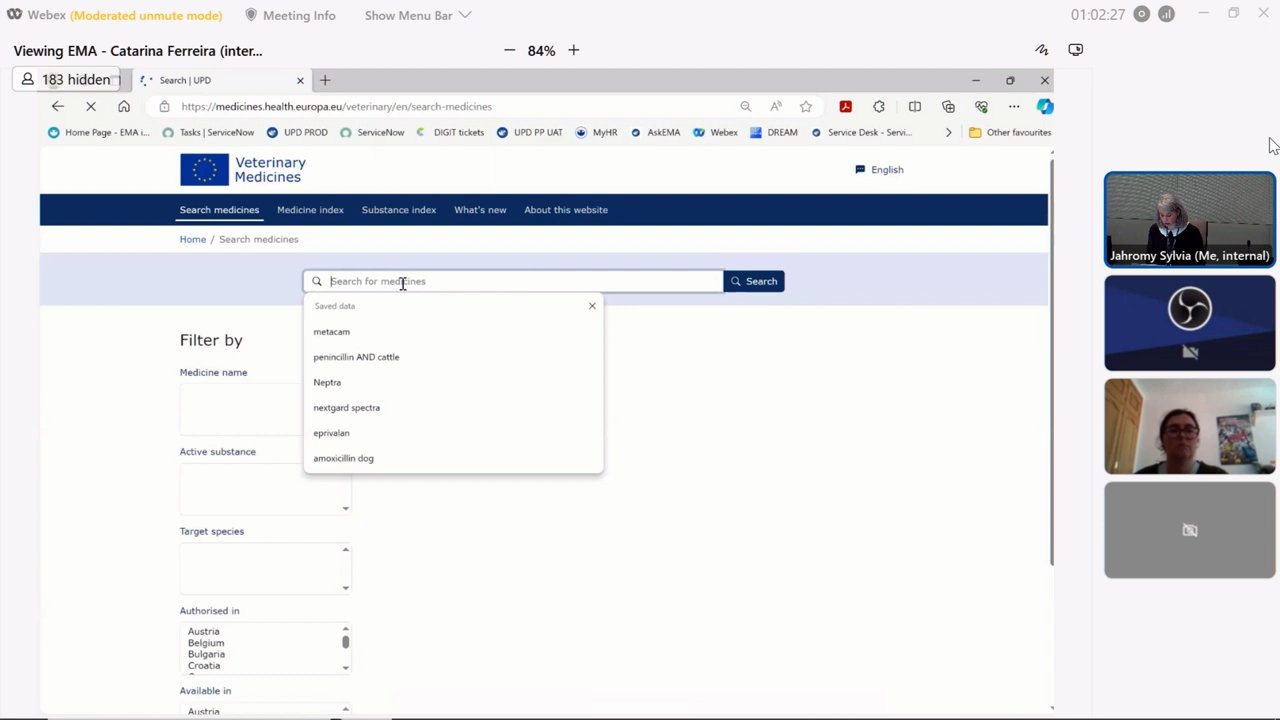 Webex (Moderated unmute mode) Meeting Info Show Menu Bar 01:02:27
Viewing EMA - Catarina Ferreira (inter... 84%
183 hidden Search | UPD
https://medicines.health.europa.eu/veterinary/en/search-medicines
Home Page - EMA i... Tasks | ServiceNow UPD PROD ServiceNow DIGIT tickets UPD PP UAT MyHR AskEMA Webex DREAM Service Desk - Servi... Other favourites
Veterinary
Medicines
English
Search medicines Medicine index Substance index What's new About this website
Home / Search medicines
Search for medicines Search
Saved data
metacam
penincillin AND cattle
Neptra
nextgard spectra
eprivalan
amoxicillin dog
Filter by
Medicine name
Active substance
Target species
Authorised in
Austria
Belgium
Bulgaria
Croatia
Available in
Austria
Jahromy Sylvia (Me, internal)